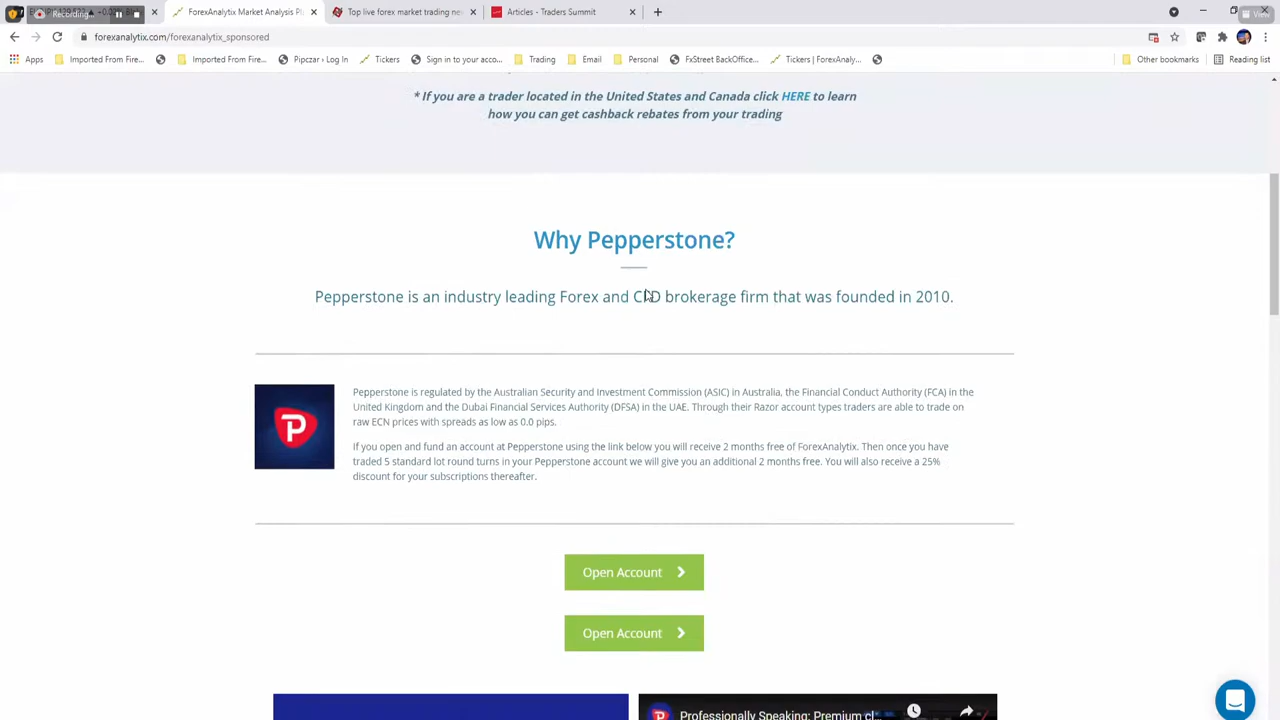 Recording...
+0.02%
ForexAnalytix Market Analysis Pl
Top live forex market trading ne
Articles - Traders Summit
View
forexanalytix.com/forexanalytix_sponsored
Apps
Imported From Fire...
Imported From Fire...
Pipczar › Log In
Tickers
Sign in to your acco...
Trading
Email
Personal
FxStreet BackOffice...
Tickers | ForexAnaly...
Other bookmarks
Reading list
* If you are a trader located in the United States and Canada click HERE to learn
how you can get cashback rebates from your trading
Why Pepperstone?
Pepperstone is an industry leading Forex and CFD brokerage firm that was founded in 2010.
Pepperstone is regulated by the Australian Security and Investment Commission (ASIC) in Australia, the Financial Conduct Authority (FCA) in the
United Kingdom and the Dubai Financial Services Authority (DFSA) in the UAE. Through their Razor account types traders are able to trade on
raw ECN prices with spreads as low as 0.0 pips.
If you open and fund an account at Pepperstone using the link below you will receive 2 months free of ForexAnalytix. Then once you have
traded 5 standard lot round turns in your Pepperstone account we will give you an additional 2 months free. You will also receive a 25%
discount for your subscriptions thereafter.
P
Open Account
Open Account
Professionally Speaking: Premium cl...